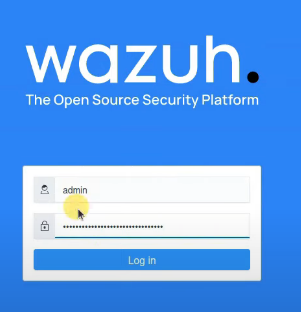 wazuh.
The Open Source Security Platform
admin
••••••••••••••••••••••••••••••••
Log in